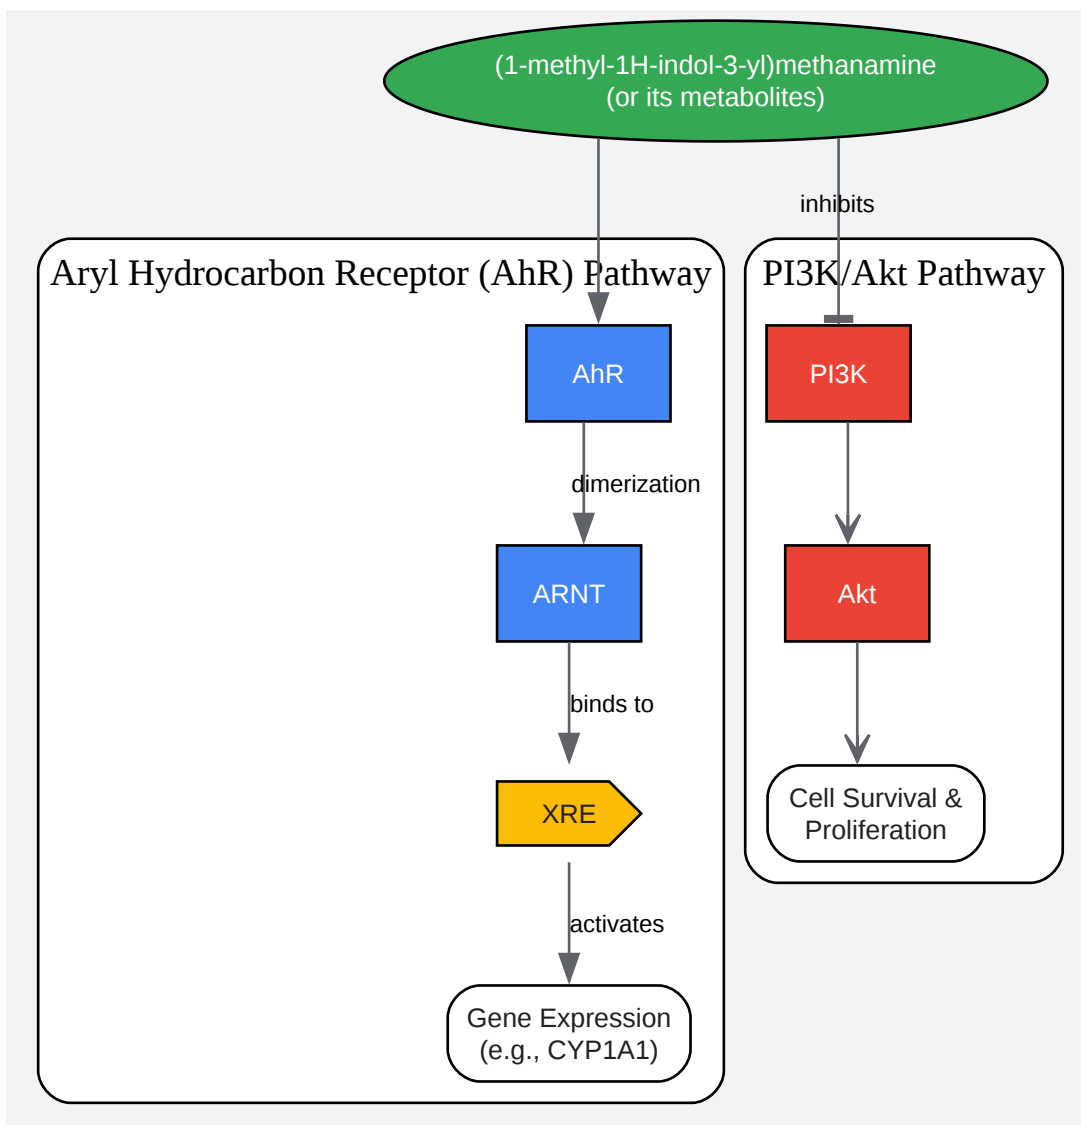 (1-methyl-1H-indol-3-yl)methanamine
(or its metabolites)
inhibits
Aryl Hydrocarbon Receptor (AhR) Pathway
AhR
dimerization
ARNT
binds to
XRE
activates
Gene Expression
(e.g., CYP1A1)
PI3K/Akt Pathway
PI3K
Akt
Cell Survival &
Proliferation